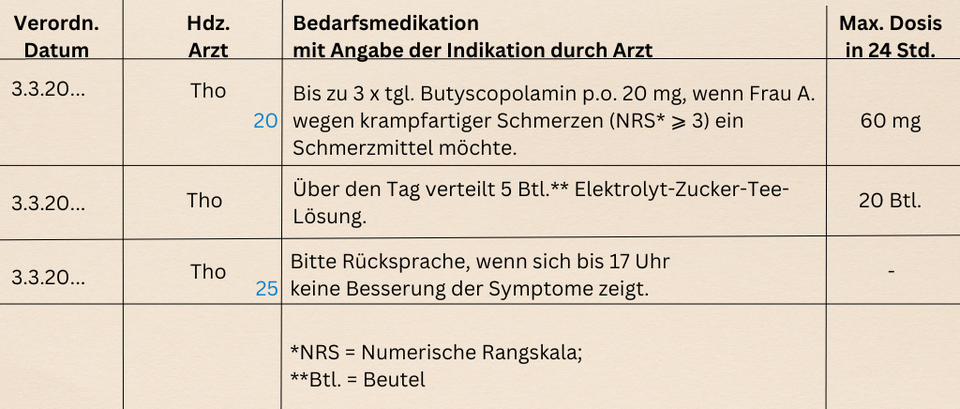 Verordn. Datum
Hdz. Arzt
Bedarfsmedikation
mit Angabe der Indikation durch Arzt
Max. Dosis in 24 Std.
3.3.20...
Tho
20
Bis zu 3 x tgl. Butyscopolamin p.o. 20 mg, wenn Frau A.
wegen krampfartiger Schmerzen (NRS* ⩾ 3) ein
Schmerzmittel möchte.
60 mg
3.3.20...
Tho
Über den Tag verteilt 5 Btl.** Elektrolyt-Zucker-Tee-
Lösung.
20 Btl.
3.3.20...
Tho
25
Bitte Rücksprache, wenn sich bis 17 Uhr
keine Besserung der Symptome zeigt.
-
*NRS = Numerische Rangskala;
**Btl. = Beutel